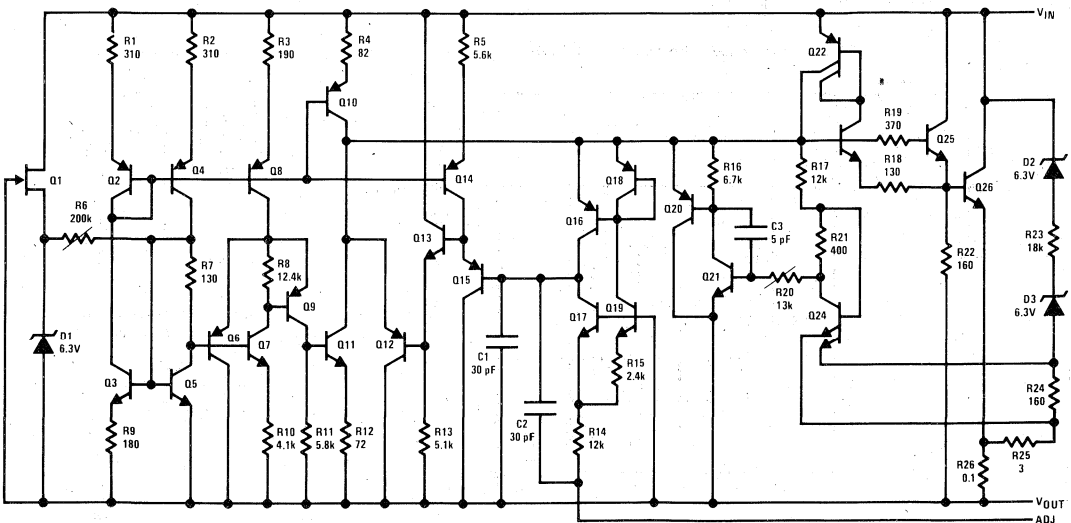 VIN
R1
310
R2
310
R3
190
R4
82
R5
5.6k
Q22
Q10
R19
370
Q25
R18
130
D2
6.3V
Q1
Q2
Q4
Q8
Q14
Q18
R16
6.7k
R17
12k
Q26
Q16
Q20
R6
200k
Q13
C3
5 pF
R23
18k
R7
130
R8
12.4k
Q15
R21
400
R22
160
Q9
Q21
R20
13k
D3
6.3V
D1
6.3V
Q6
Q7
Q11
Q12
Q17
Q19
Q24
C1
30 pF
Q3
Q5
R15
2.4k
R24
160
R9
180
R10
4.1k
R11
5.8k
R12
72
R13
5.1k
C2
30 pF
R14
12k
R25
3
R26
0.1
VOUT
ADJ